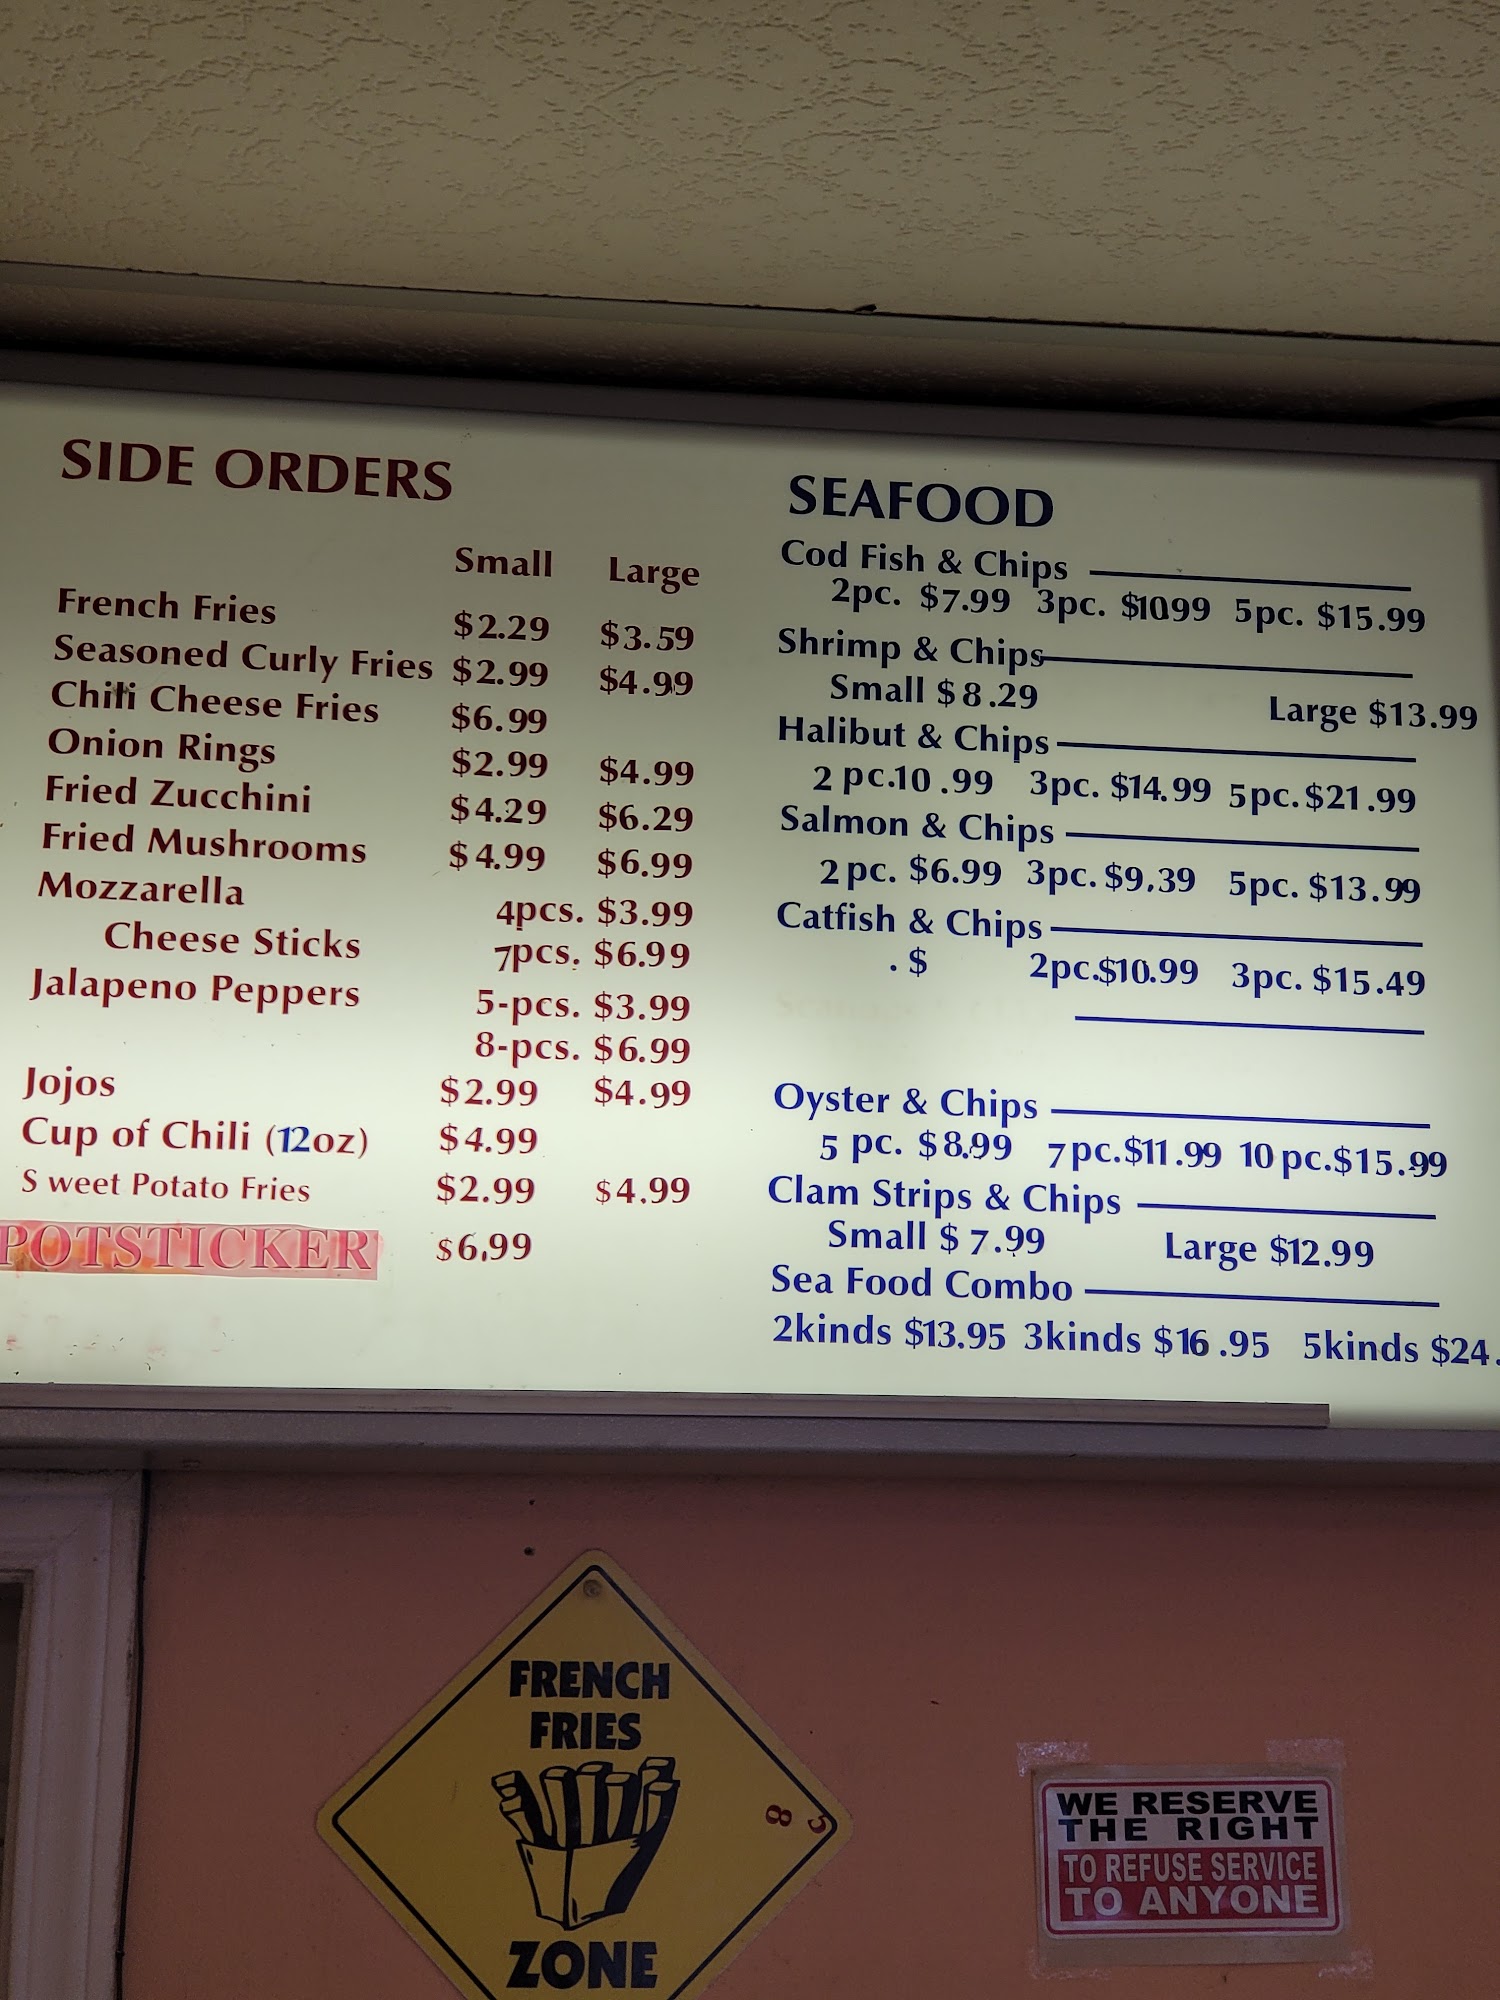 SIDE ORDERS
Small Large
French Fries $2.29 $3.59
Seasoned Curly Fries $2.99 $4.99
Chili Cheese Fries $6.99
Onion Rings $2.99 $4.99
Fried Zucchini $4.29 $6.29
Fried Mushrooms $4.99 $6.99
Mozzarella 4pcs. $3.99
Cheese Sticks 7pcs. $6.99
Jalapeno Peppers 5-pcs. $3.99
8-pcs. $6.99
Jojos $2.99 $4.99
Cup of Chili (12oz) $4.99
S weet Potato Fries $2.99 $4.99
POTSTICKER $6.99
SEAFOOD
Cod Fish & Chips
2pc. $7.99 3pc. $1099 5pc. $15.99
Shrimp & Chips
Small $8.29 Large $13.99
Halibut & Chips
2 pc.10 .99 3pc. $14.99 5pc.$21.99
Salmon & Chips
2 pc. $6.99 3pc. $9.39 5pc. $13.99
Catfish & Chips
. $ 2pc.$10.99 3pc. $15.49
Oyster & Chips
5 pc. $8.99 7pc.$11.99 10pc.$15.99
Clam Strips & Chips
Small $ 7.99 Large $12.99
Sea Food Combo
2kinds $13.95 3kinds $16 .95 5kinds $24.
FRENCH
FRIES
8 5
ZONE
WE RESERVE
THE RIGHT
TO REFUSE SERVICE
TO ANYONE